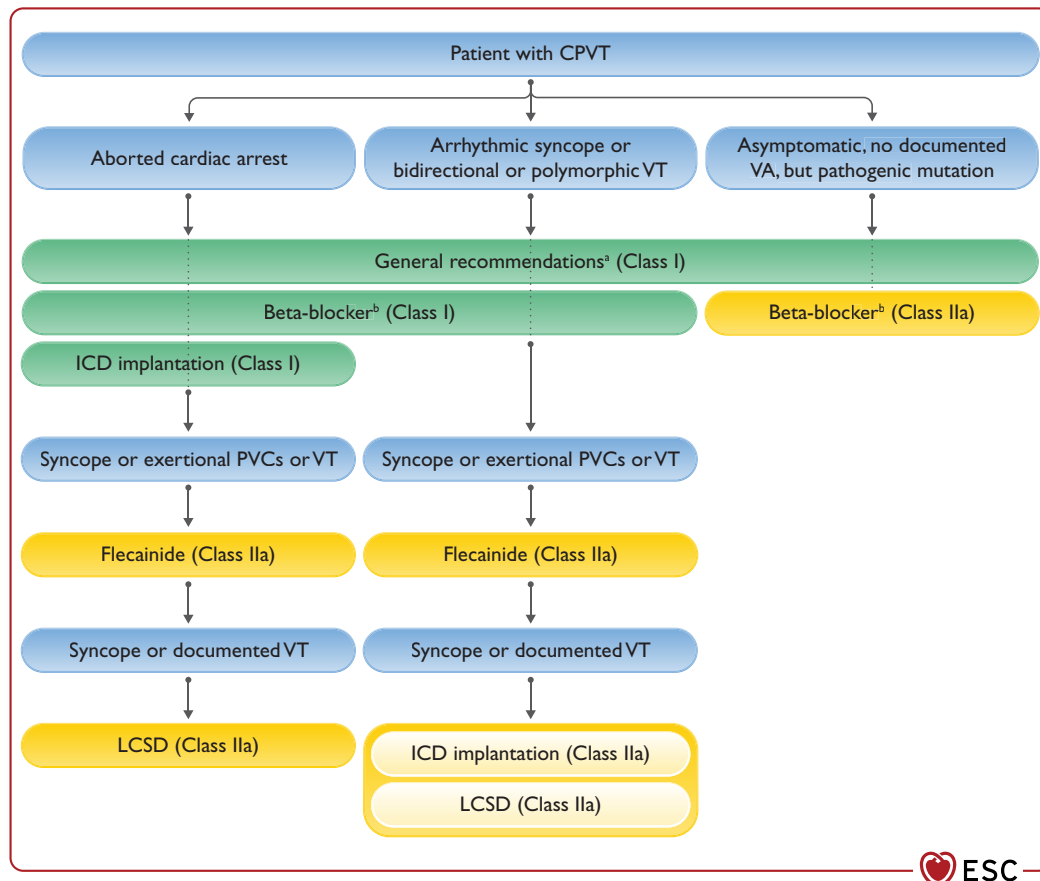 Patient with CPVT
Aborted cardiac arrest
Arrhythmic syncope or
bidirectional or polymorphic VT
Asymptomatic, no documented
VA, but pathogenic mutation
General recommendationsᵃ (Class I)
Beta-blockerᵇ (Class I)
Beta-blockerᵇ (Class IIa)
ICD implantation (Class I)
Syncope or exertional PVCs or VT
Syncope or exertional PVCs or VT
Flecainide (Class IIa)
Flecainide (Class IIa)
Syncope or documented VT
Syncope or documented VT
LCSD (Class IIa)
ICD implantation (Class IIa)
LCSD (Class IIa)
ESC